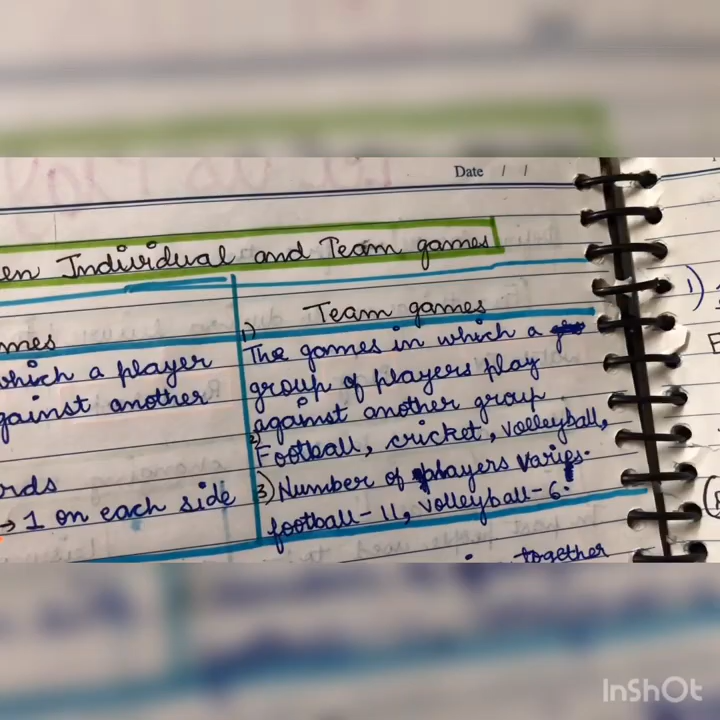 Date / /
en Individual and Team games
mes
which a player
gainst another
rds
→ 1 on each side
Team games
1) The games in which a
group of players play
against another group
2) Football, cricket, volleyball,
3) Number of players varies.
football-11, volleyball-6.
together
1)
InShOt